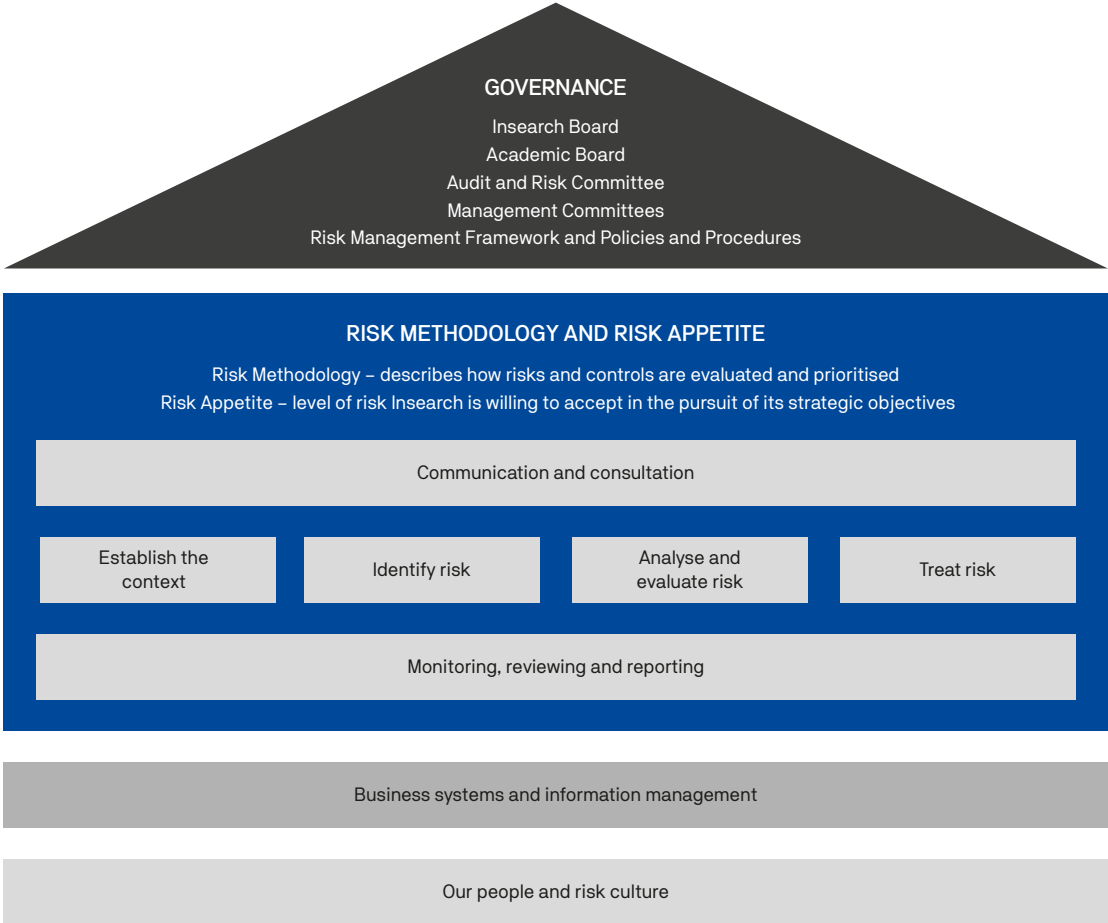 GOVERNANCE
Insearch Board
Academic Board
Audit and Risk Committee
Management Committees
Risk Management Framework and Policies and Procedures
RISK METHODOLOGY AND RISK APPETITE
Risk Methodology – describes how risks and controls are evaluated and prioritised
Risk Appetite – level of risk Insearch is willing to accept in the pursuit of its strategic objectives
Communication and consultation
Establish the
context
Identify risk
Analyse and
evaluate risk
Treat risk
Monitoring, reviewing and reporting
Business systems and information management
Our people and risk culture